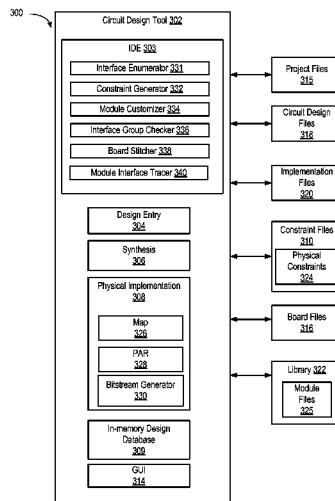 300
Circuit Design Tool 302
IDE 303
Interface Enumerator 331
Constraint Generator 332
Module Customizer 334
Interface Group Checker 336
Board Stitcher 338
Module Interface Tracer 340
Design Entry
304
Synthesis
306
Physical Implementation
308
Map
326
PAR
328
Bitstream Generator
330
In-memory Design
Database
309
GUI
314
Project Files
315
Circuit Design
Files
318
Implementation
Files
320
Constraint Files
310
Physical
Constraints
324
Board Files
316
Library 322
Module
Files
325